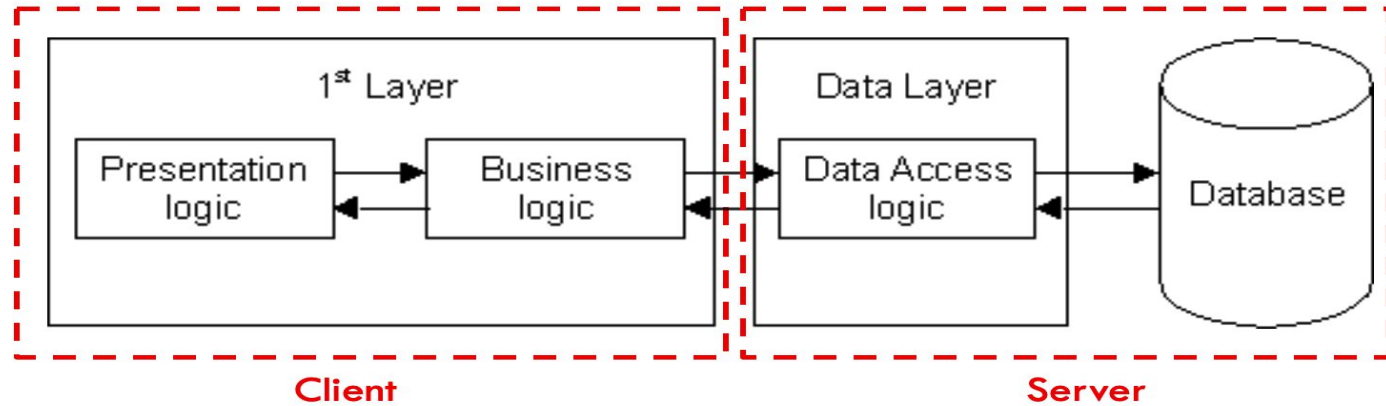 1st Layer
Presentation
logic
Business
logic
Data Layer
Data Access
logic
Database
Client
Server